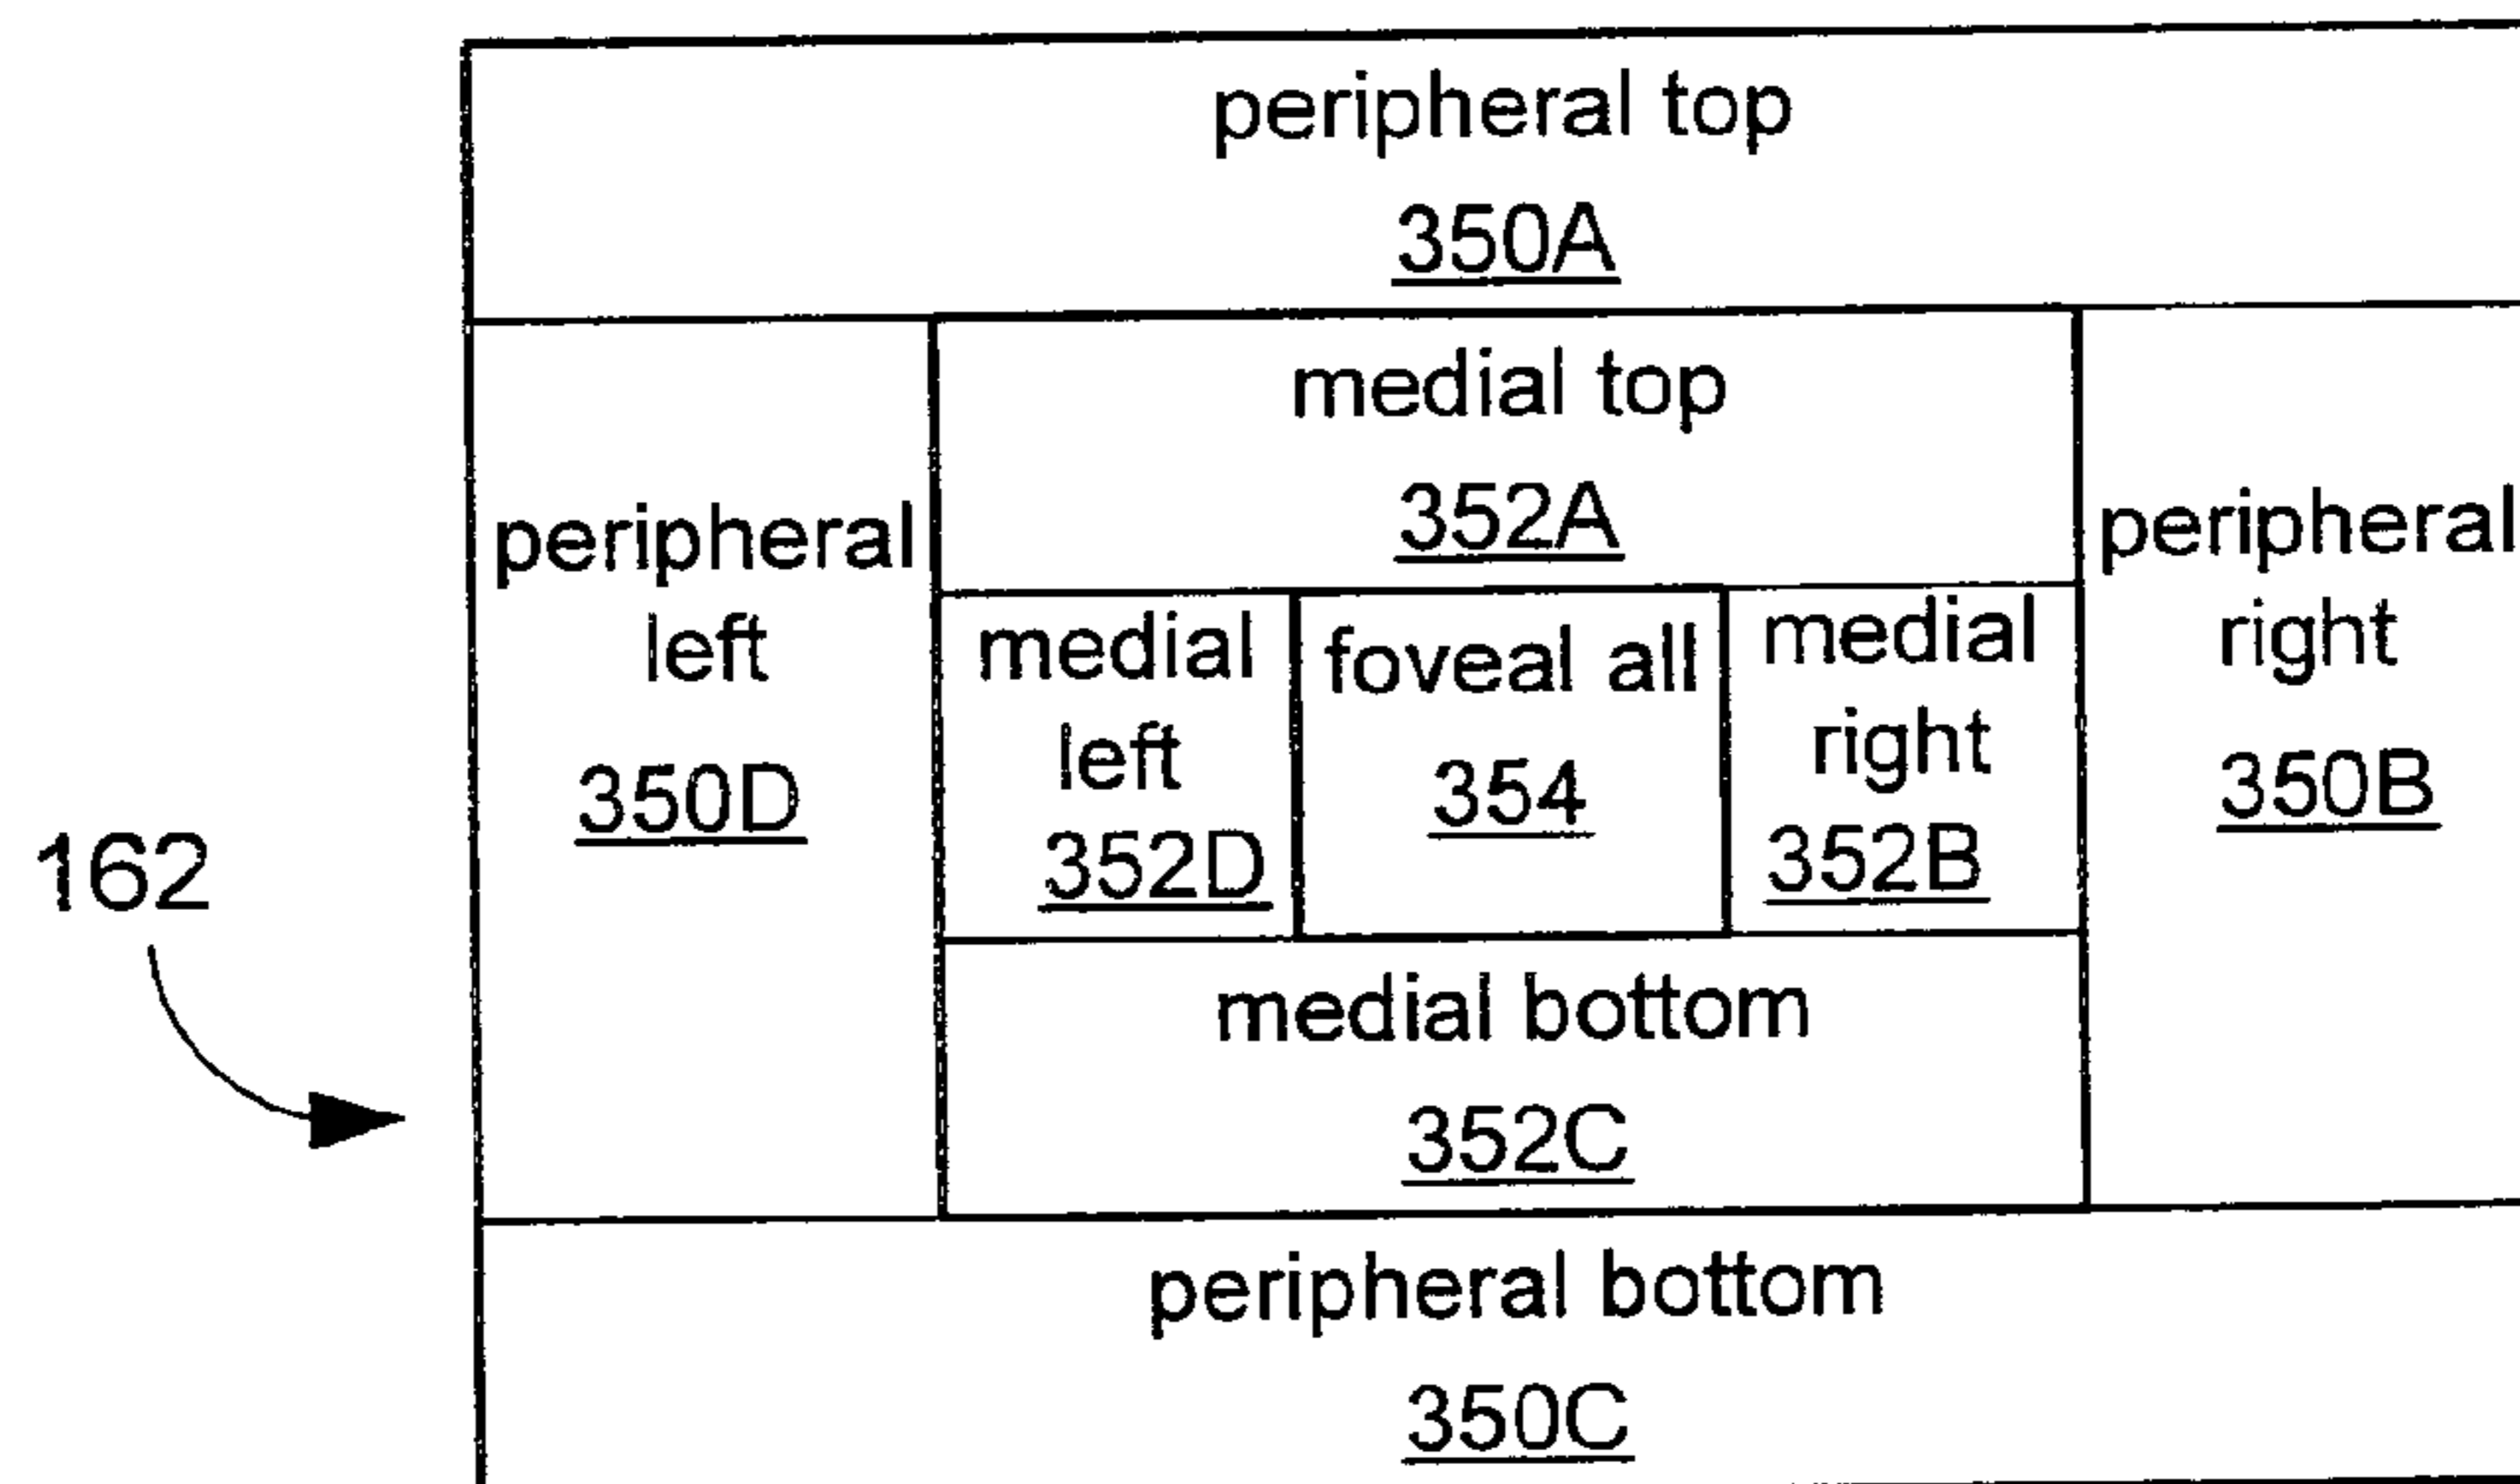 peripheral top
350A
medial top
352A
peripheral
left
350D
medial
left
352D
foveal all
354
medial
right
352B
peripheral
right
350B
162
medial bottom
352C
peripheral bottom
350C